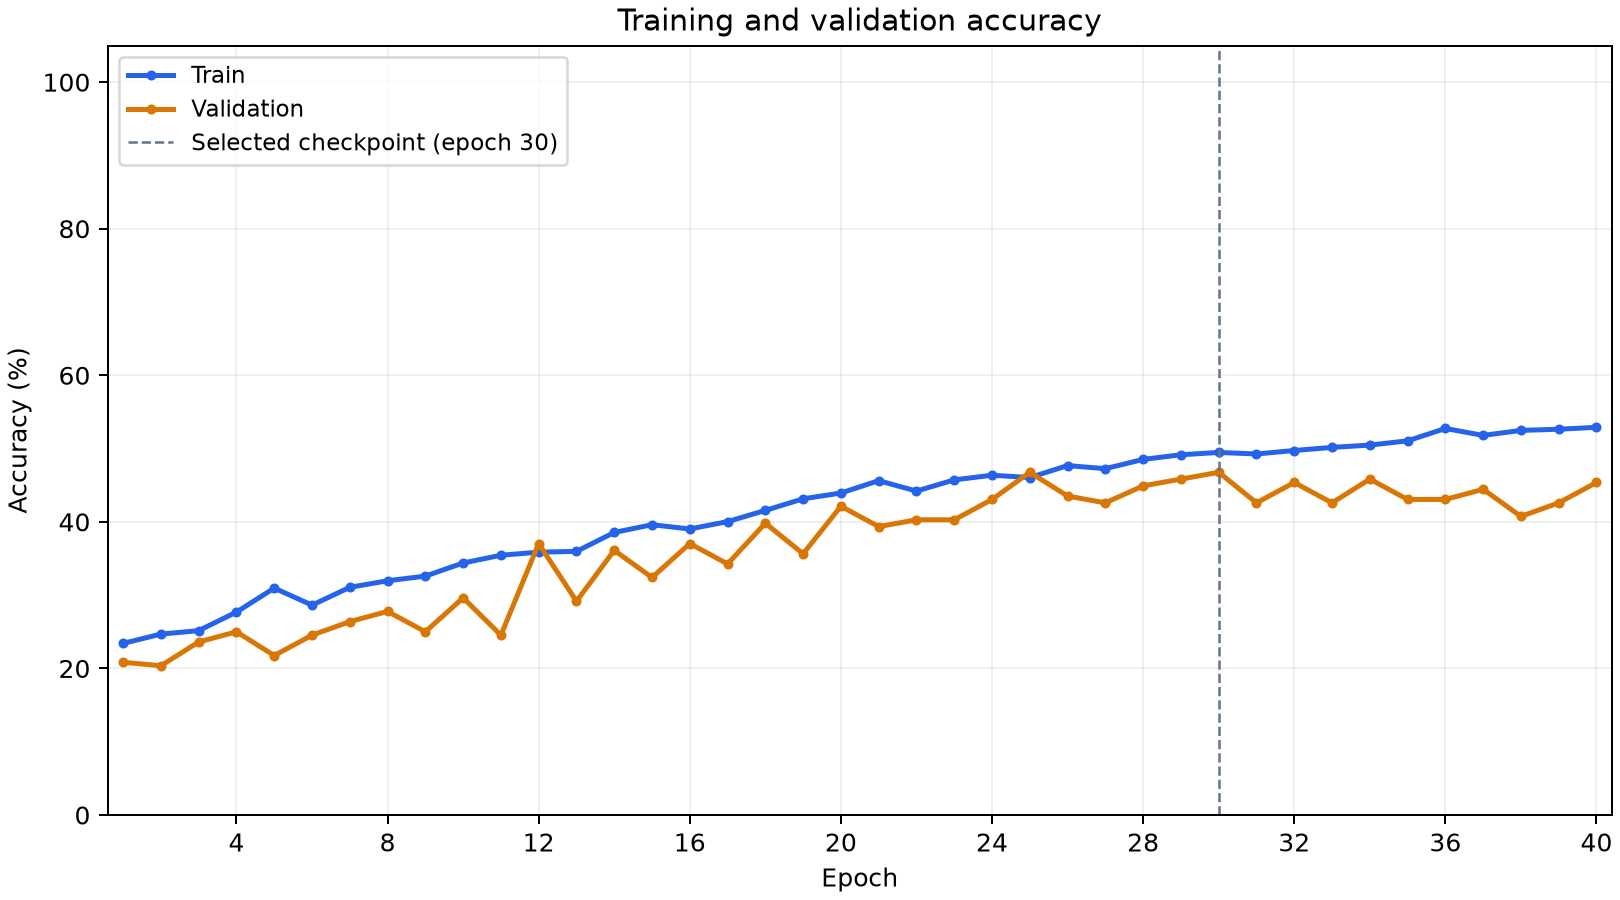 Training and validation accuracy
Train
Validation
Selected checkpoint (epoch 30)
Accuracy (%)
100
80
60
40
20
0
4 8 12 16 20 24 28 32 36 40
Epoch